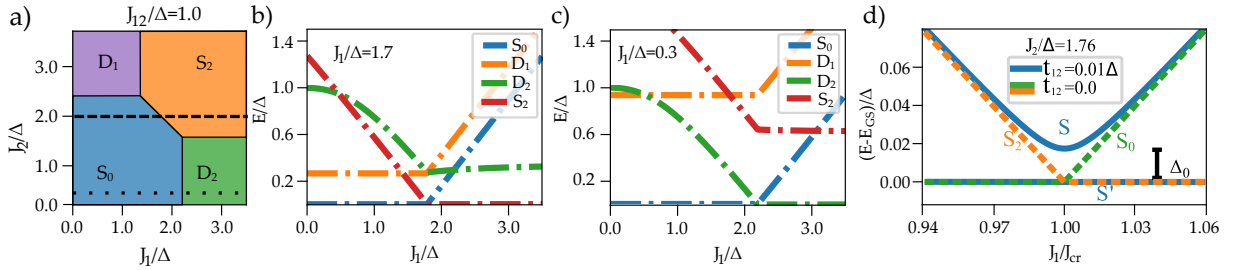 a)
J₁₂/Δ=1.0
D₁
S₂
S₀
D₂
3.0
2.0
1.0
0.0
J₂/Δ
0.0
1.0
2.0
3.0
J₁/Δ
b)
J₁/Δ=1.7
S₀
D₁
D₂
S₂
1.4
1.0
0.6
0.2
E/Δ
0.0
1.0
2.0
3.0
J₁/Δ
c)
J₁/Δ=0.3
S₀
D₁
D₂
S₂
1.4
1.0
0.6
0.2
E/Δ
0.0
1.0
2.0
3.0
J₁/Δ
d)
J₂/Δ=1.76
t₁₂=0.01Δ
t₁₂=0.0
S
S₂
S₀
Δ₀
S'
0.06
0.04
0.02
0.00
(E-E_GS)/Δ
0.94
0.97
1.00
1.03
1.06
J₁/J_cr